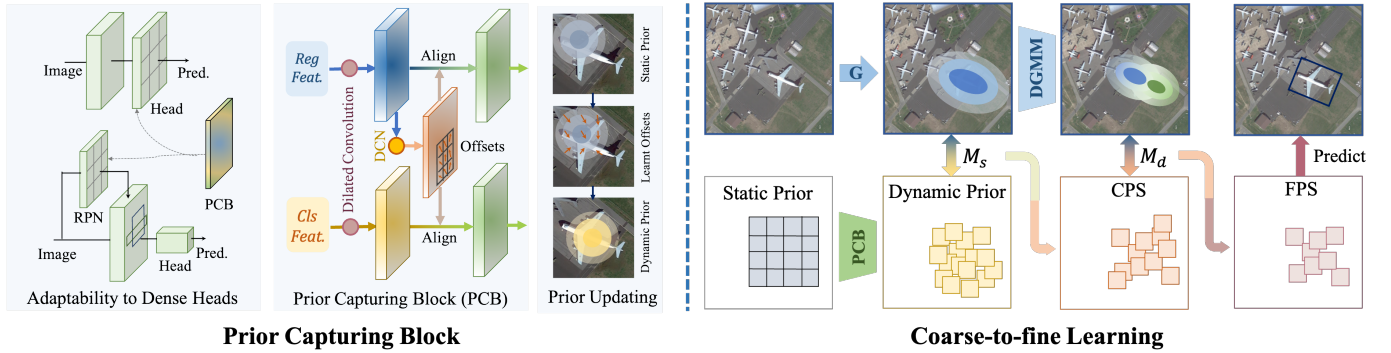 Image
Pred.
Head
RPN
PCB
Image
Head
Pred.
Adaptability to Dense Heads
Reg
Feat.
Dilated Convolution
DCN
Align
Offsets
Cls
Feat.
Align
Prior Capturing Block (PCB)
Static Prior
Learnt Offsets
Dynamic Prior
Prior Updating
Prior Capturing Block
G
DGMM
M_s
M_d
Predict
Static Prior
PCB
Dynamic Prior
CPS
FPS
Coarse-to-fine Learning